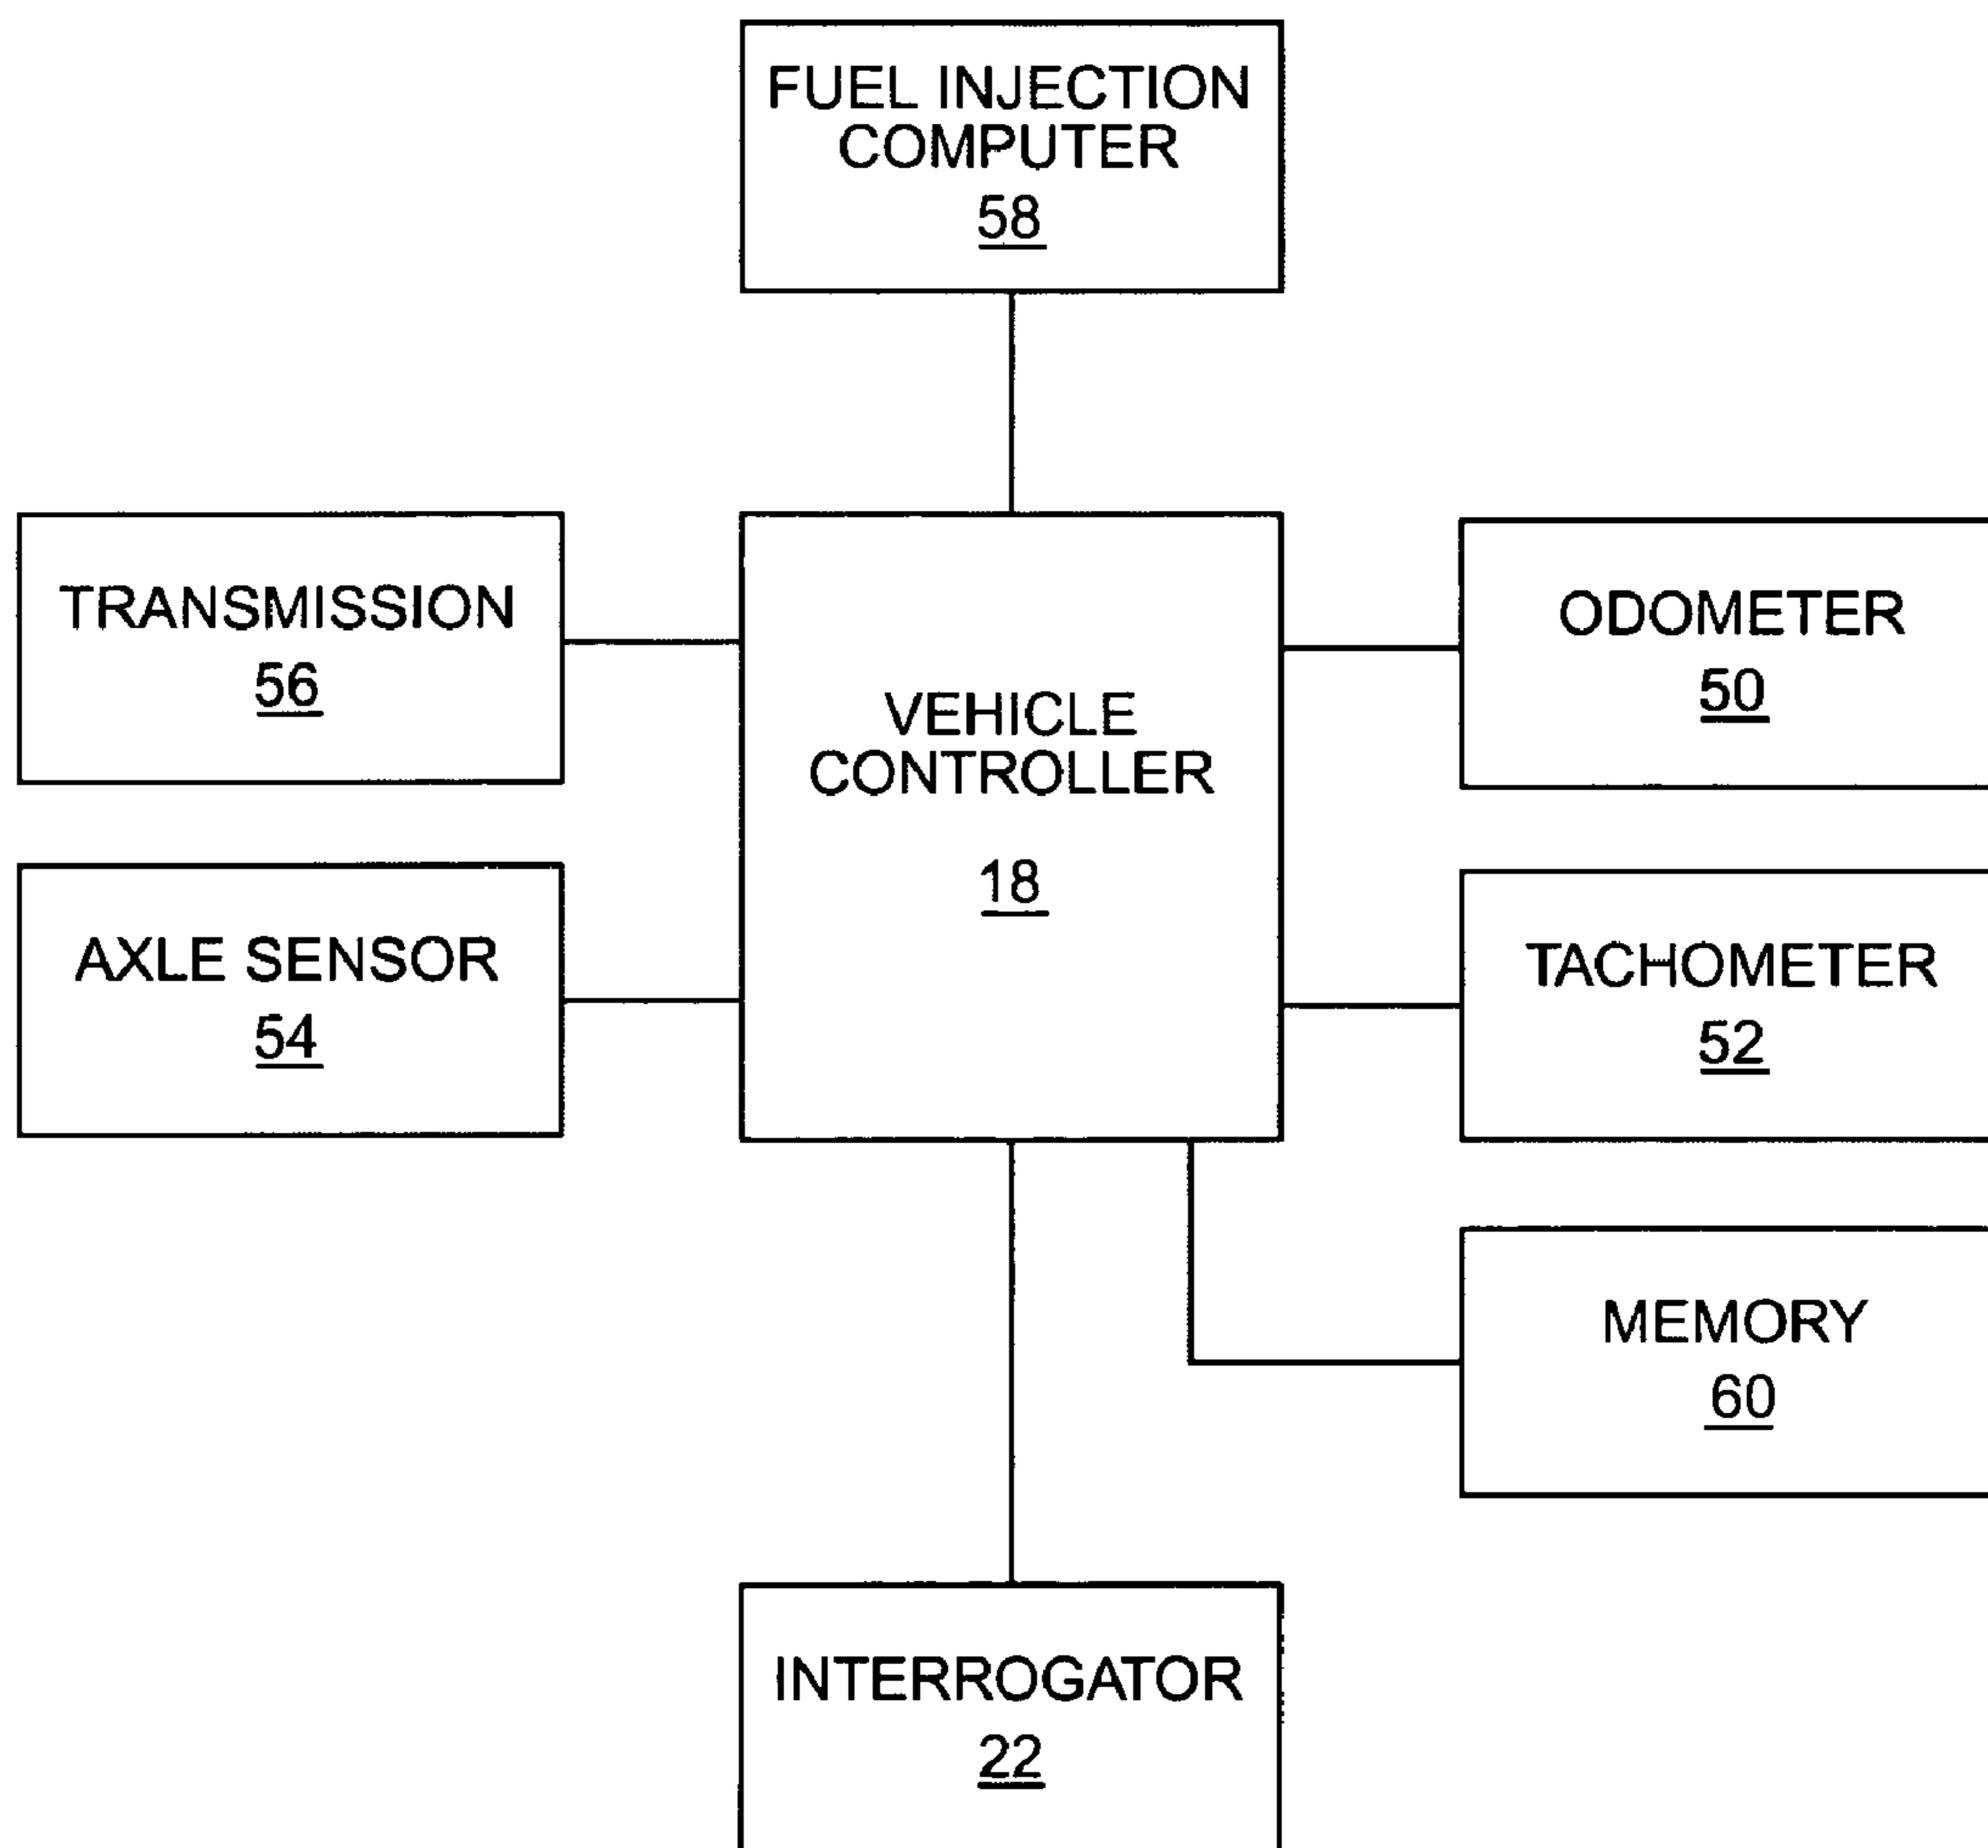 FUEL INJECTION
COMPUTER
58
TRANSMISSION
56
VEHICLE
CONTROLLER
18
ODOMETER
50
AXLE SENSOR
54
TACHOMETER
52
MEMORY
60
INTERROGATOR
22